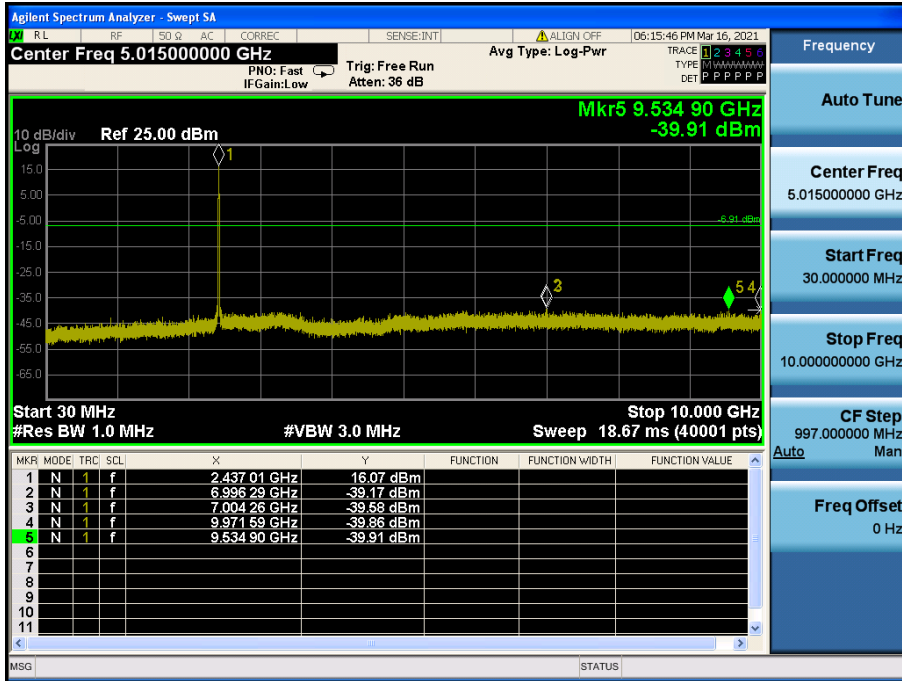 Agilent Spectrum Analyzer - Swept SA
LXI RL RF 50 Ω AC CORREC SENSE:INT ALIGN OFF 06:15:46 PM Mar 16, 2021
Center Freq 5.015000000 GHz
PNO: Fast
IFGain:Low
Trig: Free Run
Atten: 36 dB
Avg Type: Log-Pwr
TRACE 1 2 3 4 5 6
TYPE M WWWWW
DET P P P P P P
Mkr5 9.534 90 GHz
-39.91 dBm
10 dB/div Ref 25.00 dBm
Log
15.0
5.00
-5.00
-15.0
-25.0
-35.0
-45.0
-55.0
-65.0
1
-6.91 dBm
3
5 4
Start 30 MHz Stop 10.000 GHz
#Res BW 1.0 MHz #VBW 3.0 MHz Sweep 18.67 ms (40001 pts)
MKR MODE TRC SCL X Y FUNCTION FUNCTION WIDTH FUNCTION VALUE
1 N 1 f 2.437 01 GHz 16.07 dBm
2 N 1 f 6.996 29 GHz -39.17 dBm
3 N 1 f 7.004 26 GHz -39.58 dBm
4 N 1 f 9.971 59 GHz -39.86 dBm
5 N 1 f 9.534 90 GHz -39.91 dBm
6
7
8
9
10
11
MSG STATUS
Frequency
Auto Tune
Center Freq
5.015000000 GHz
Start Freq
30.000000 MHz
Stop Freq
10.000000000 GHz
CF Step
997.000000 MHz
Auto Man
Freq Offset
0 Hz